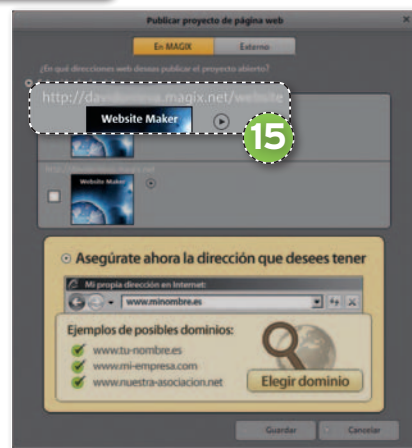 Publicar proyecto de página web
En MAGIX Externo
¿En qué direcciones web deseas publicar el proyecto abierto?
magix.net/website
Website Maker
15
Website Maker
Asegúrate ahora la dirección que desees tener
Mi propia dirección en Internet:
www.minombre.es
Ejemplos de posibles dominios:
www.tu-nombre.es
www.mi-empresa.com
www.nuestra-asociacion.net
Elegir dominio
Guardar Cancelar